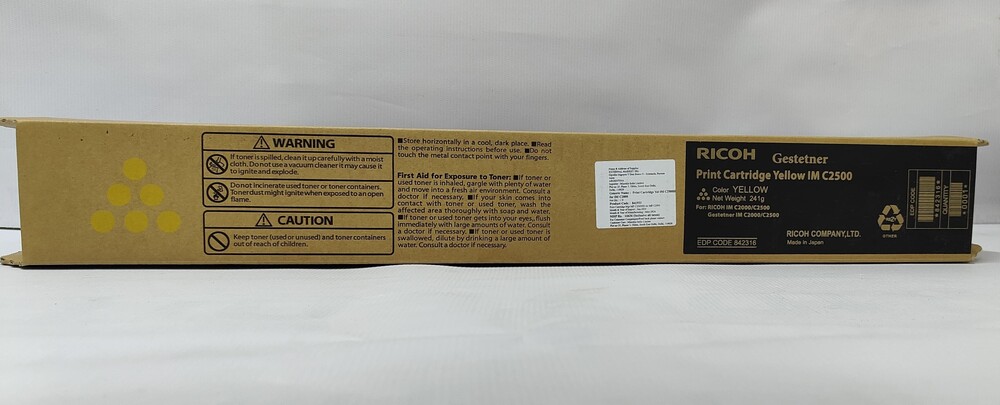 WARNING
If toner is spilled, clean it up carefully with a moist
cloth. Do not use a vacuum cleaner it may cause it
to ignite and explode.
Do not incinerate used toner or toner containers.
Toner dust might ignite when exposed to an open
flame.
CAUTION
Keep toner (used or unused) and toner containers
out of reach of children.
■Store horizontally in a cool, dark place. ■Read
the operating instructions before use. ■Do not
touch the metal contact point with your fingers.
First Aid for Exposure to Toner: ■If toner or
used toner is inhaled, gargle with plenty of water
and move into a fresh air environment. Consult a
doctor if necessary. ■If your skin comes into
contact with toner or used toner, wash the
affected area thoroughly with soap and water.
■If toner or used toner gets into your eyes, flush
immediately with large amounts of water. Consult
a doctor if necessary. ■If toner or used toner is
swallowed, dilute by drinking a large amount of
water. Consult a doctor if necessary.
RICOH Gestetner
Print Cartridge Yellow IM C2500
Color YELLOW
Net Weight 241g
For: RICOH IM C2000/C2500
Gestetner IM C2000/C2500
RICOH COMPANY,LTD.
Made in Japan
EDP CODE 842316
OTHER
EDP CODE
*842316*
QUANTITY
*0001*